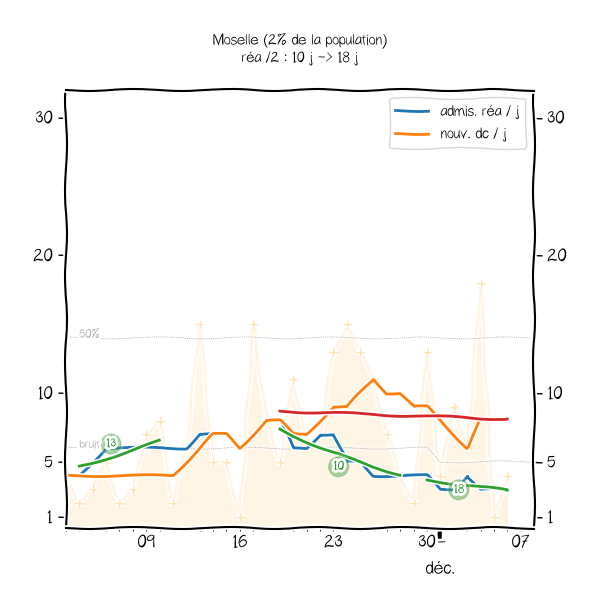 Moselle (2% de la population)
réa /2 : 10 j -> 18 j
admis. réa / j
nouv. dc / j
30 30
20 20
50%
10 10
13
bruit
5 5
10
18
1 1
09 16 23 30 07
déc.